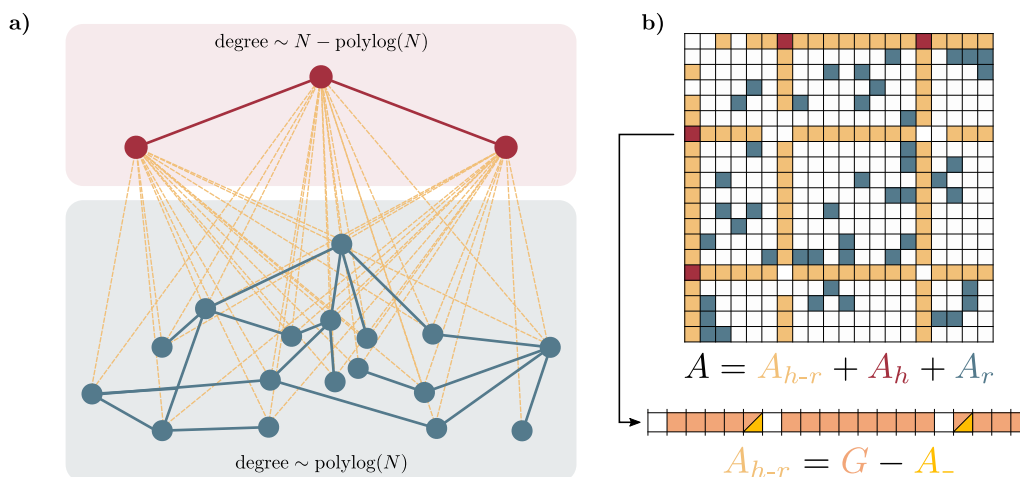 a)
degree ~ N − polylog(N)
degree ~ polylog(N)
b)
A = A_{h-r} + A_h + A_r
A_{h-r} = G − A_-